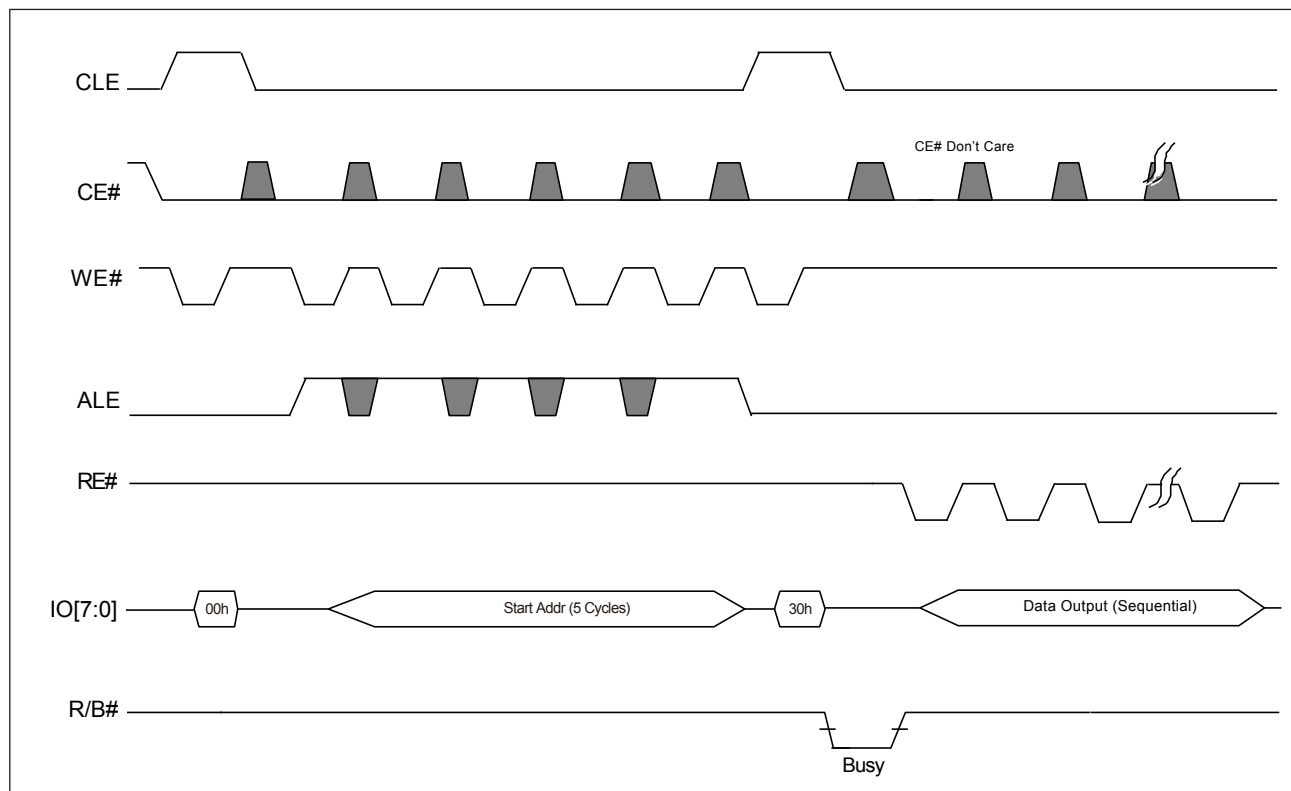 CLE
CE# Don't Care
CE#
WE#
ALE
RE#
IO[7:0]
00h
Start Addr (5 Cycles)
30h
Data Output (Sequential)
R/B#
Busy